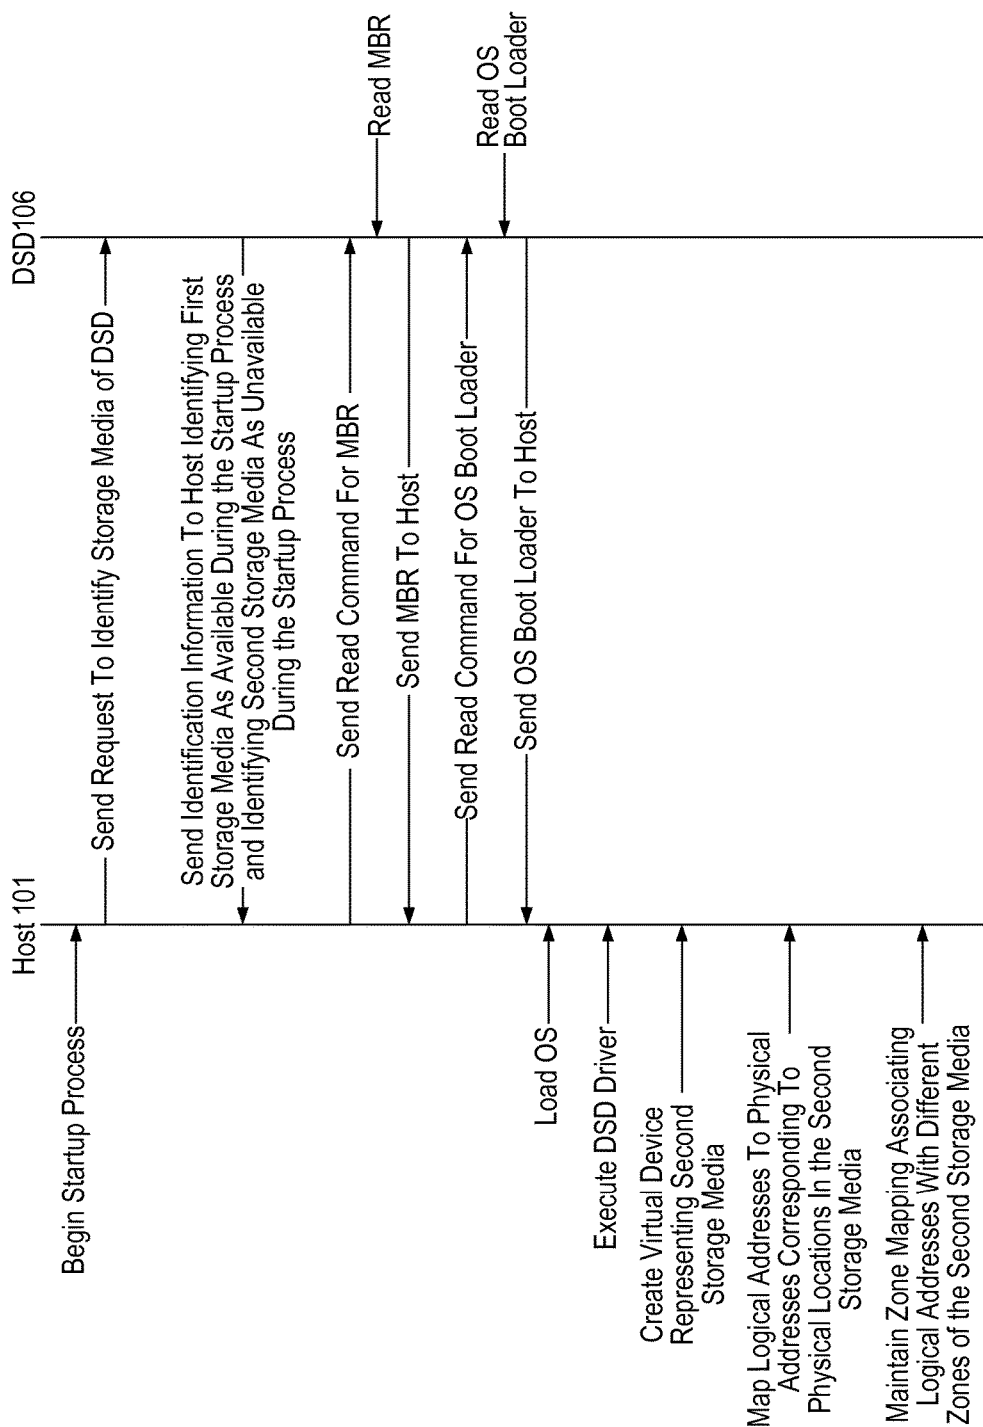 Host 101
DSD106
Begin Startup Process
Send Request To Identify Storage Media of DSD
Send Identification Information To Host Identifying First
Storage Media As Available During the Startup Process
and Identifying Second Storage Media As Unavailable
During the Startup Process
Send Read Command For MBR
Read MBR
Send MBR To Host
Send Read Command For OS Boot Loader
Read OS
Boot Loader
Send OS Boot Loader To Host
Load OS
Execute DSD Driver
Create Virtual Device
Representing Second
Storage Media
Map Logical Addresses To Physical
Addresses Corresponding To
Physical Locations In the Second
Storage Media
Maintain Zone Mapping Associating
Logical Addresses With Different
Zones of the Second Storage Media